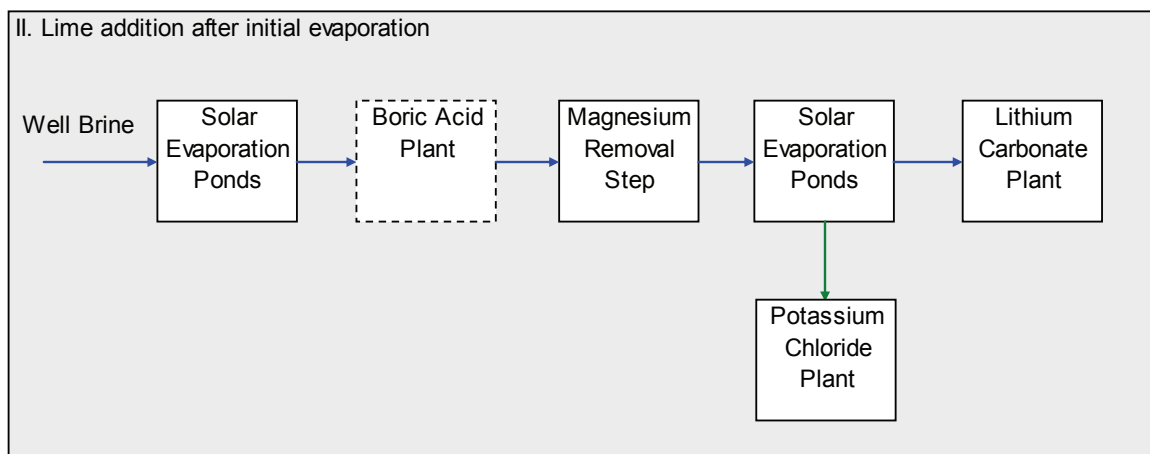 II. Lime addition after initial evaporation
Well Brine
Solar
Evaporation
Ponds
Boric Acid
Plant
Magnesium
Removal
Step
Solar
Evaporation
Ponds
Lithium
Carbonate
Plant
Potassium
Chloride
Plant